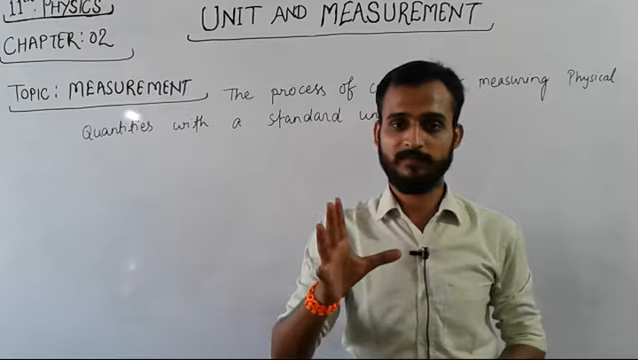 11th PHYSICS
UNIT AND MEASUREMENT
CHAPTER: 02
TOPIC: MEASUREMENT The process of measuring Physical
Quantities with a standard